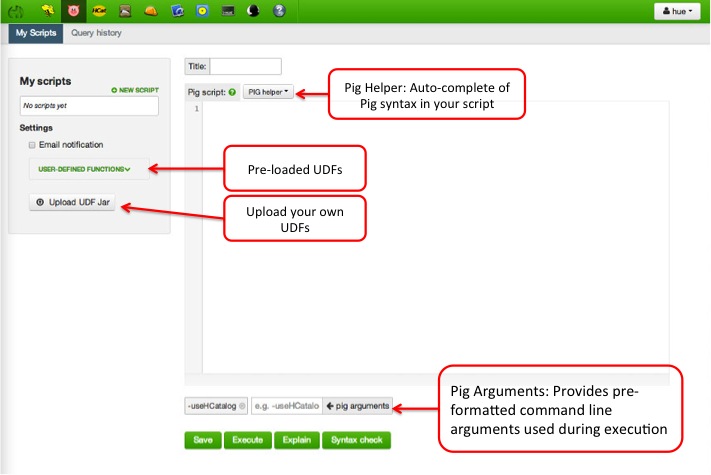 HCat
hue
My Scripts Query history
My scripts
NEW SCRIPT
No scripts yet
Settings
Email notification
USER-DEFINED FUNCTIONS
Upload UDF Jar
Title:
Pig script: ? PIG helper
1
Pig Helper: Auto-complete of
Pig syntax in your script
Pre-loaded UDFs
Upload your own
UDFs
Pig Arguments: Provides pre-
formatted command line
arguments used during execution
-useHCatalog e.g. -useHCatalo pig arguments
Save Execute Explain Syntax check